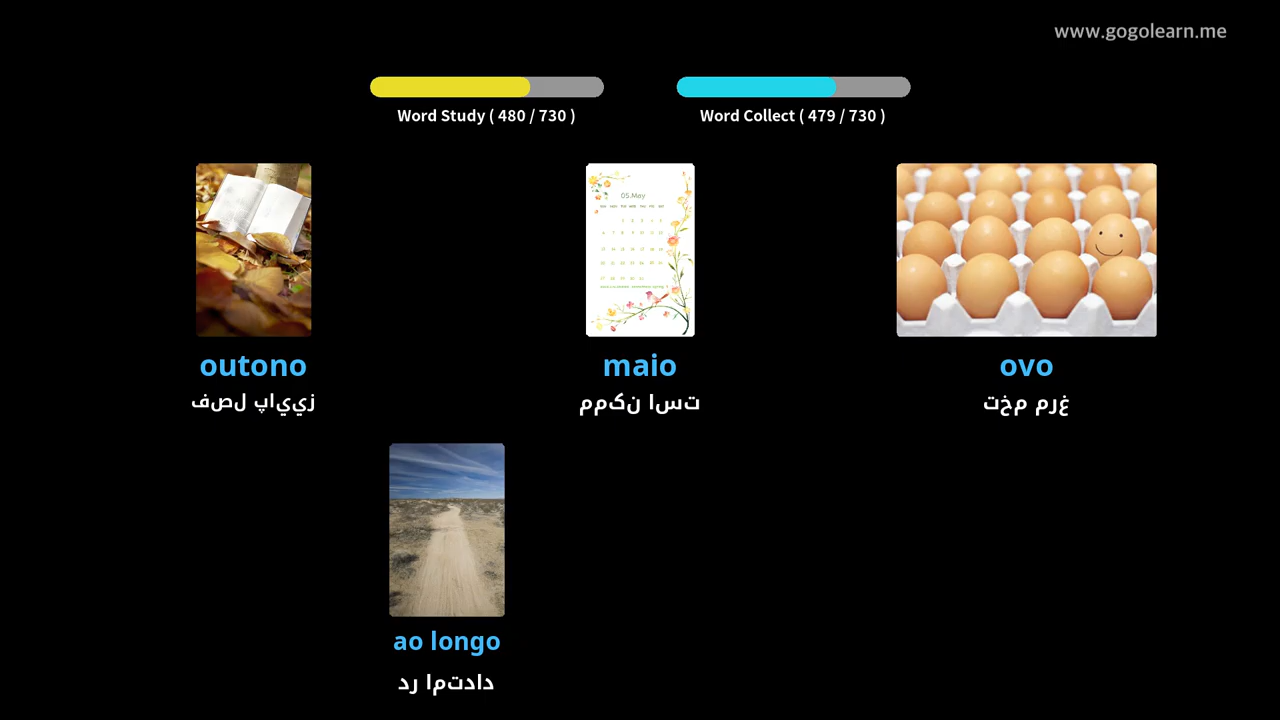 www.gogolearn.me
Word Study ( 480 / 730 )
Word Collect ( 479 / 730 )
outono
فصل پاییز
maio
ممکن است
ovo
تخم مرغ
05.May
ao longo
در امتداد